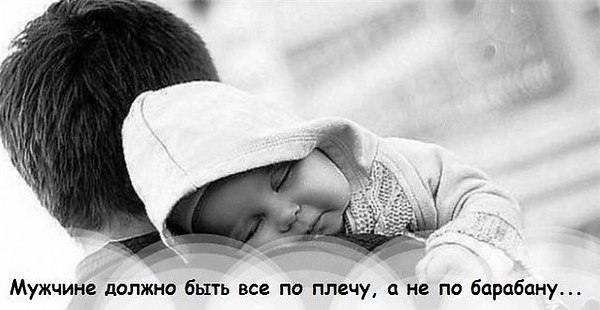 Мужчине должно быть все по плечу, а не по барабану...